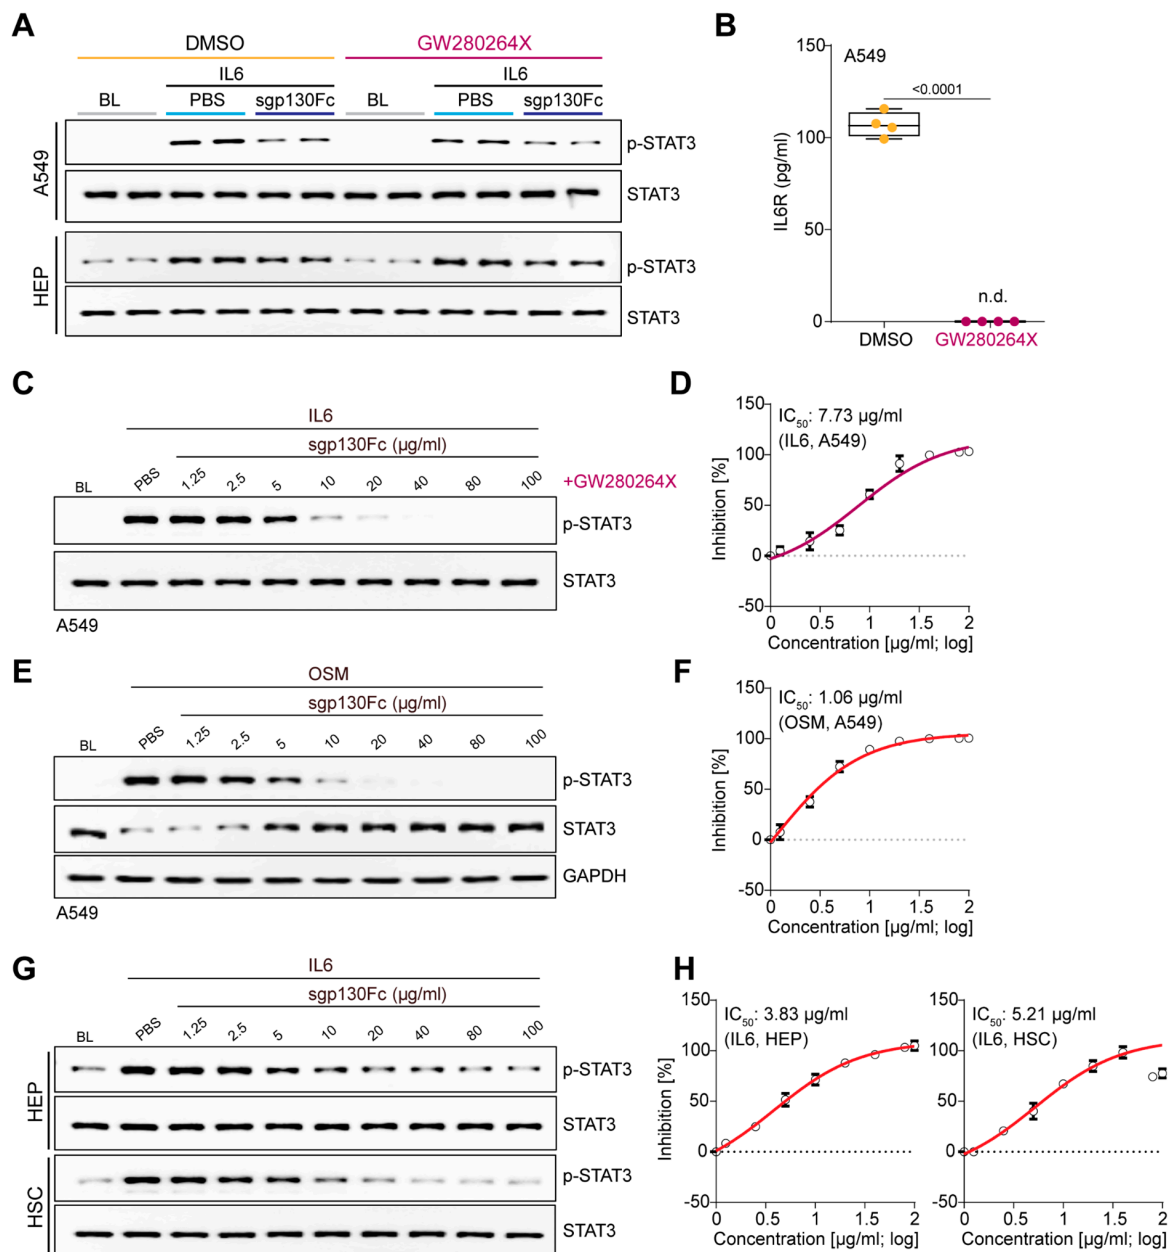 A
DMSO
GW280264X
IL6
IL6
BL
PBS
sgp130Fc
BL
PBS
sgp130Fc
A549
p-STAT3
STAT3
HEP
p-STAT3
STAT3
B
A549
<0.0001
IL6R (pg/ml)
150
100
50
0
n.d.
DMSO
GW280264X
C
IL6
sgp130Fc (µg/ml)
BL
PBS
1.25
2.5
5
10
20
40
80
100
+GW280264X
p-STAT3
STAT3
A549
D
IC50: 7.73 µg/ml
(IL6, A549)
Inhibition [%]
150
100
50
0
-50
0
0.5
1
1.5
2
Concentration [µg/ml; log]
E
OSM
sgp130Fc (µg/ml)
BL
PBS
1.25
2.5
5
10
20
40
80
100
p-STAT3
STAT3
GAPDH
A549
F
IC50: 1.06 µg/ml
(OSM, A549)
Inhibition [%]
150
100
50
0
-50
0
0.5
1
1.5
2
Concentration [µg/ml; log]
G
IL6
sgp130Fc (µg/ml)
BL
PBS
1.25
2.5
5
10
20
40
80
100
HEP
p-STAT3
STAT3
HSC
p-STAT3
STAT3
H
IC50: 3.83 µg/ml
(IL6, HEP)
Inhibition [%]
150
100
50
0
-50
0
0.5
1
1.5
2
Concentration [µg/ml; log]
IC50: 5.21 µg/ml
(IL6, HSC)
150
100
50
0
-50
0
0.5
1
1.5
2
Concentration [µg/ml; log]